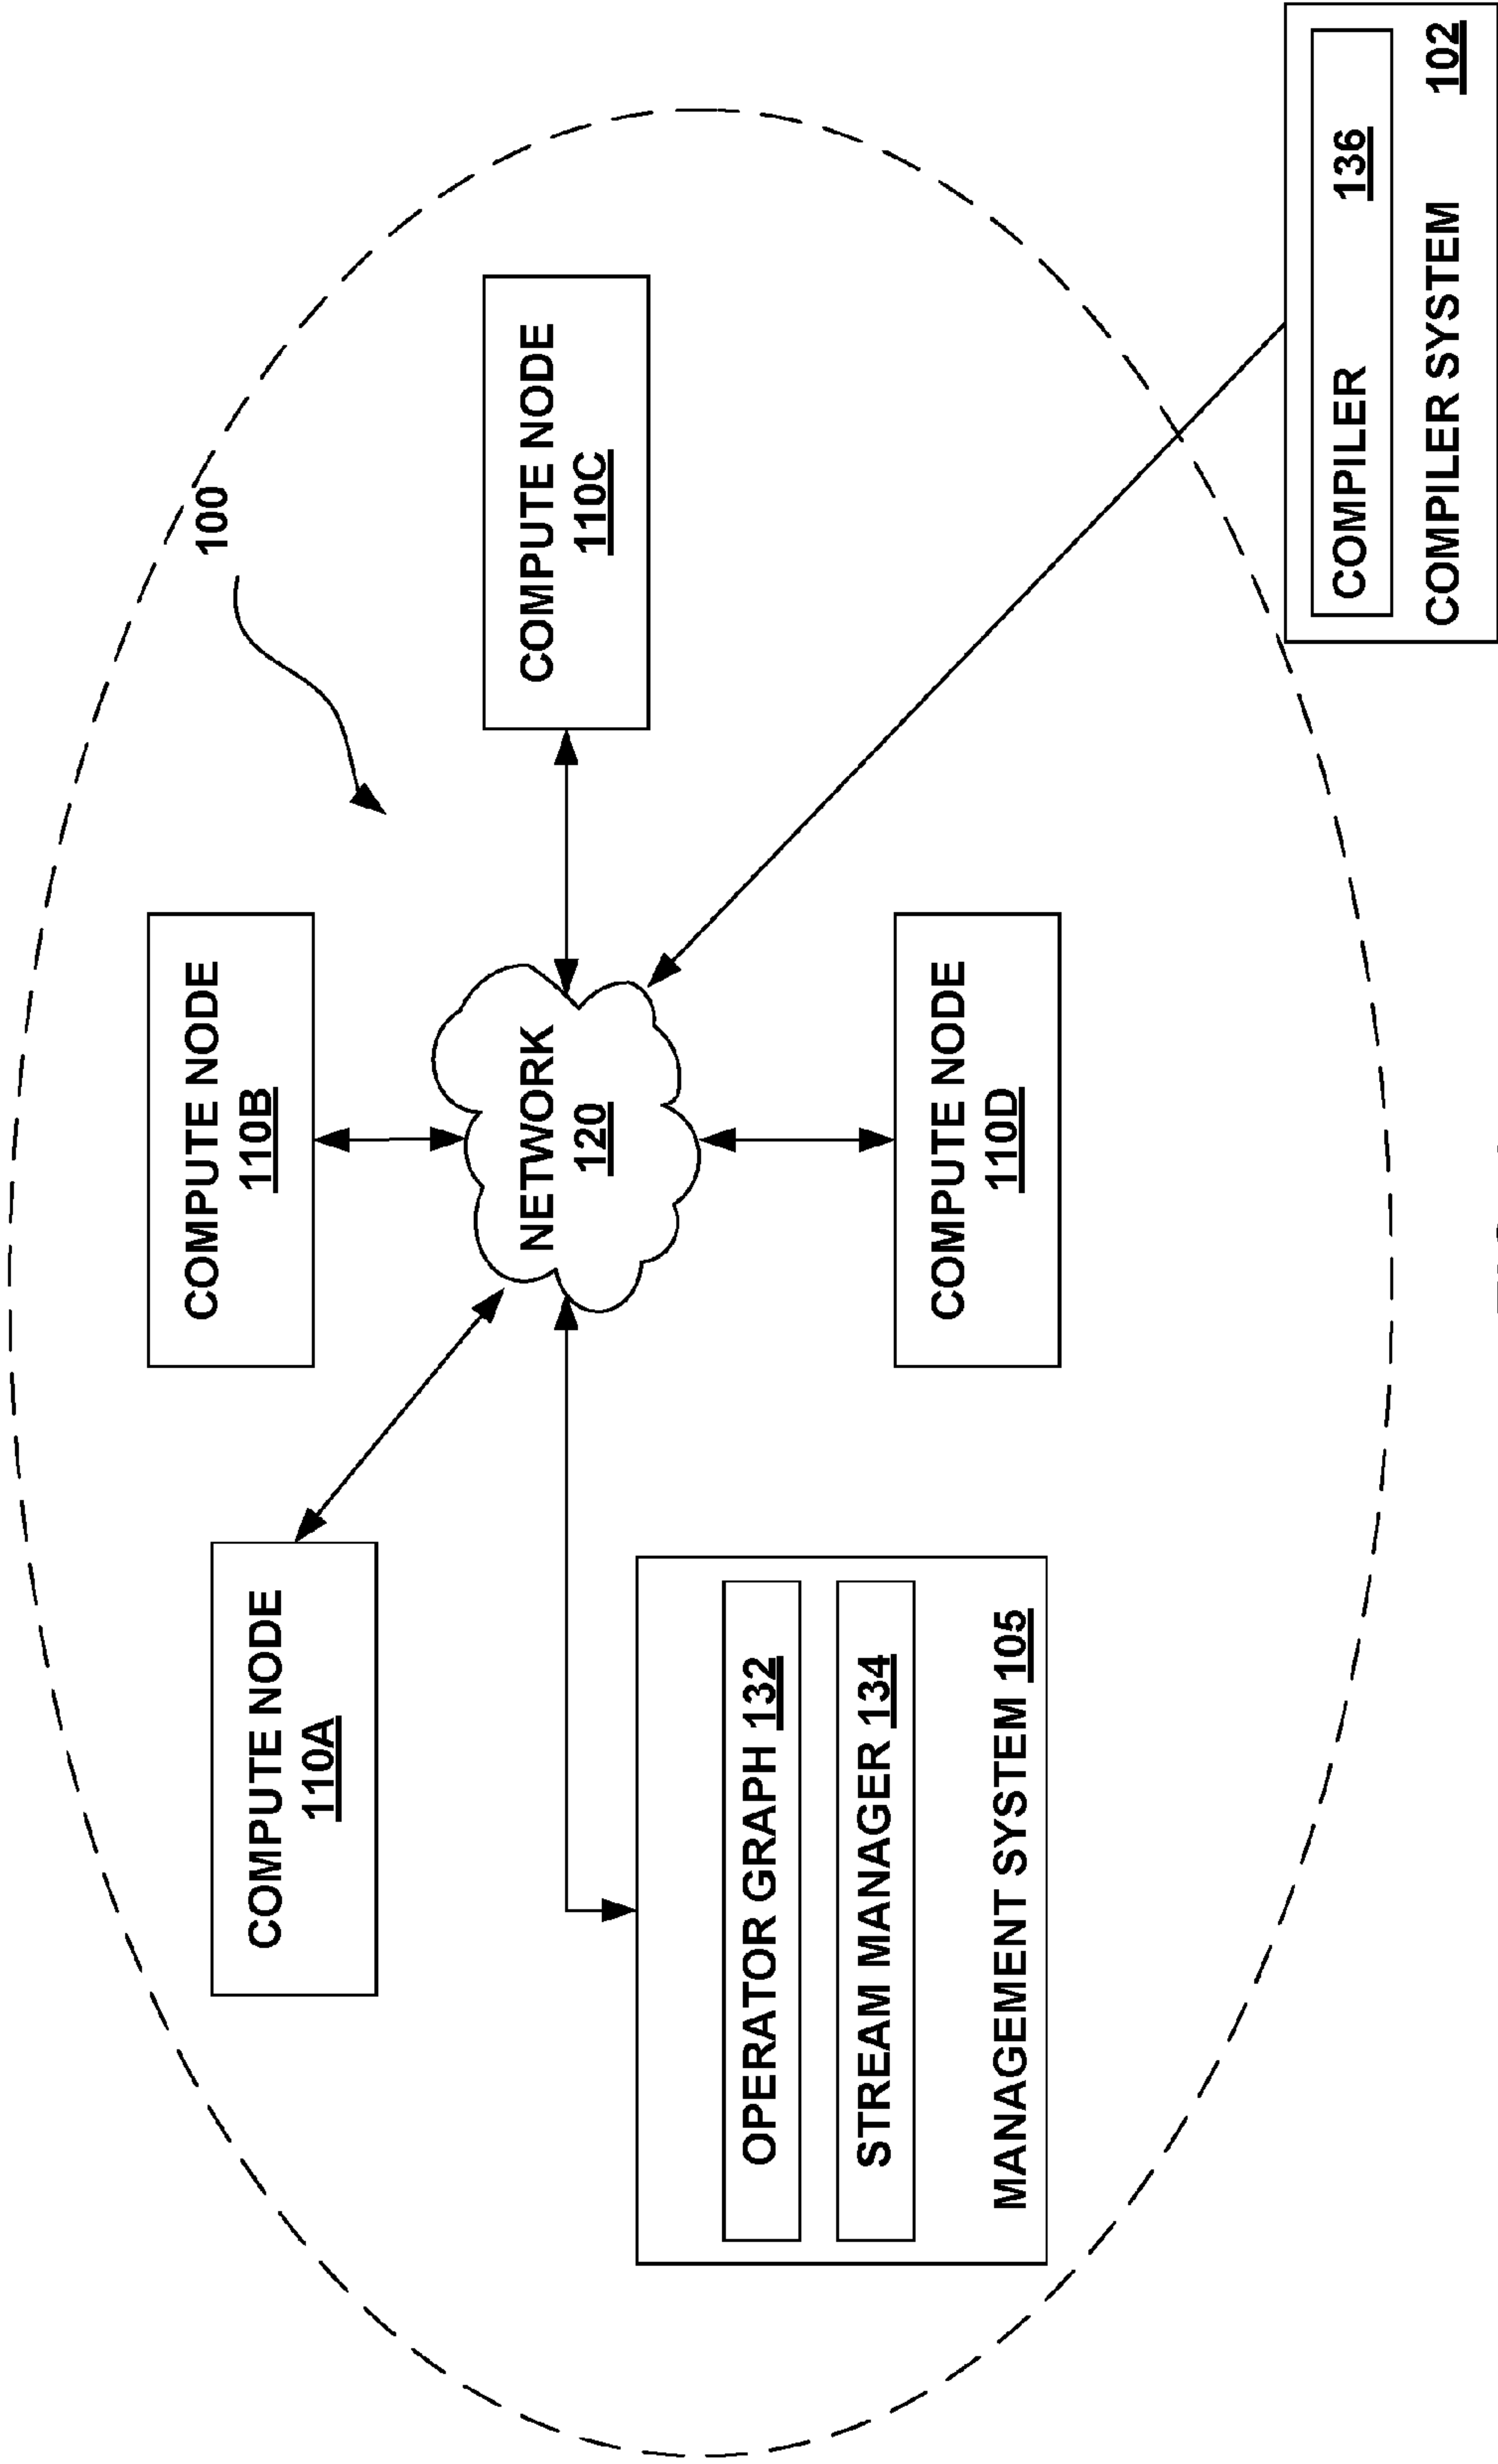 100
COMPUTE NODE
110A
COMPUTE NODE
110B
COMPUTE NODE
110C
NETWORK
120
OPERATOR GRAPH 132
STREAM MANAGER 134
MANAGEMENT SYSTEM 105
COMPUTE NODE
110D
COMPILER 136
COMPILER SYSTEM 102